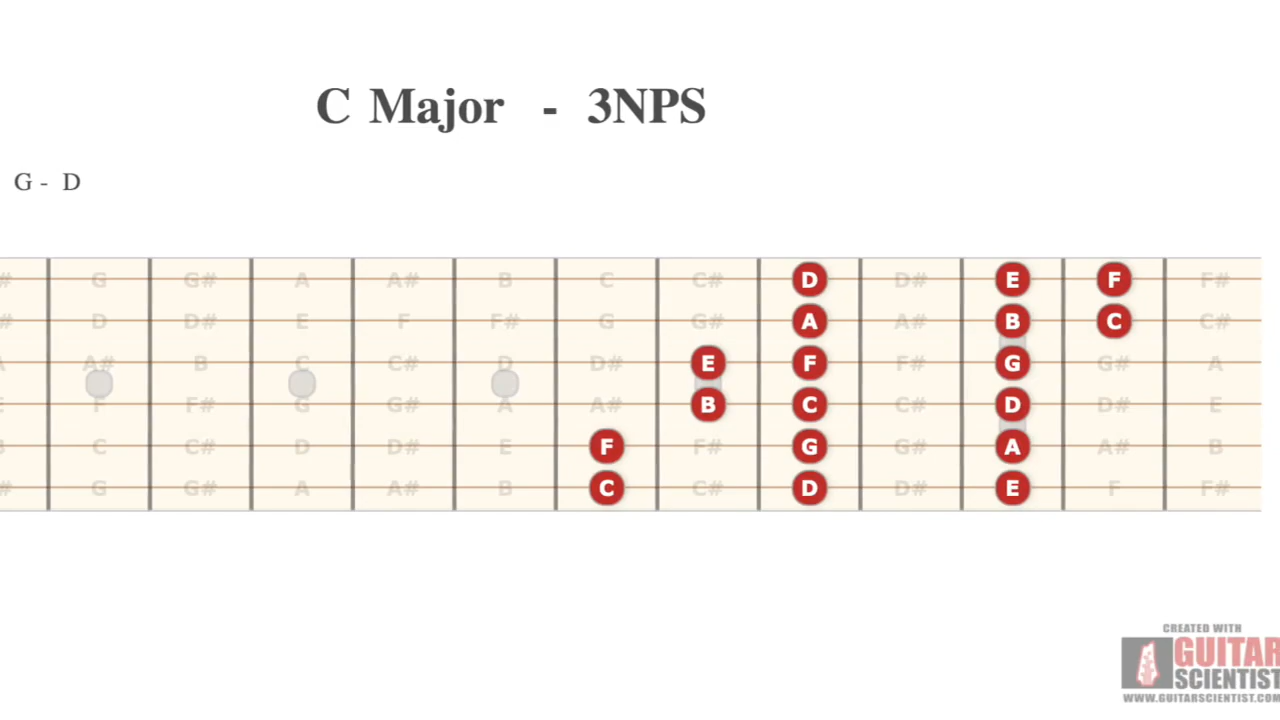 C Major - 3NPS
G - D
# G G# A A# B C C# D D# E F F#
# D D# E F F# G G# A A# B C C#
A A# B C C# D D# E F F# G G# A
E F F# G G# A A# B C C# D D# E
B C C# D D# E F F# G G# A A# B
# G G# A A# B C C# D D# E F F#
CREATED WITH
GUITAR
SCIENTIST
WWW.GUITARSCIENTIST.COM